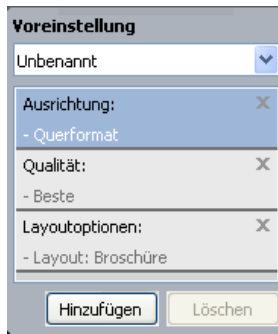 Voreinstellung
Unbenannt
Ausrichtung:
- Querformat
Qualität:
- Beste
Layoutoptionen:
- Layout: Broschüre
Hinzufügen
Löschen